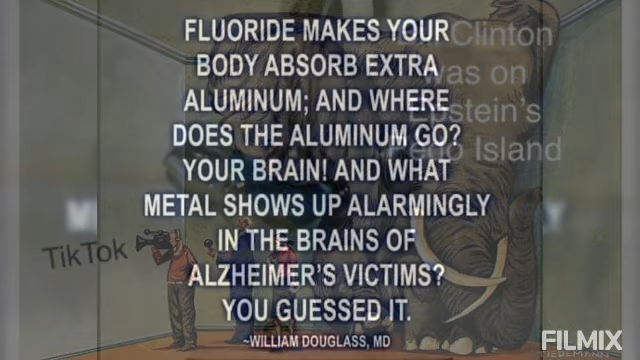 FLUORIDE MAKES YOUR
BODY ABSORB EXTRA
ALUMINUM; AND WHERE
DOES THE ALUMINUM GO?
YOUR BRAIN! AND WHAT
METAL SHOWS UP ALARMINGLY
IN THE BRAINS OF
ALZHEIMER'S VICTIMS?
YOU GUESSED IT.
~WILLIAM DOUGLASS, MD
Clinton
was on
Epstein's
Island
TikTok
FILMIX